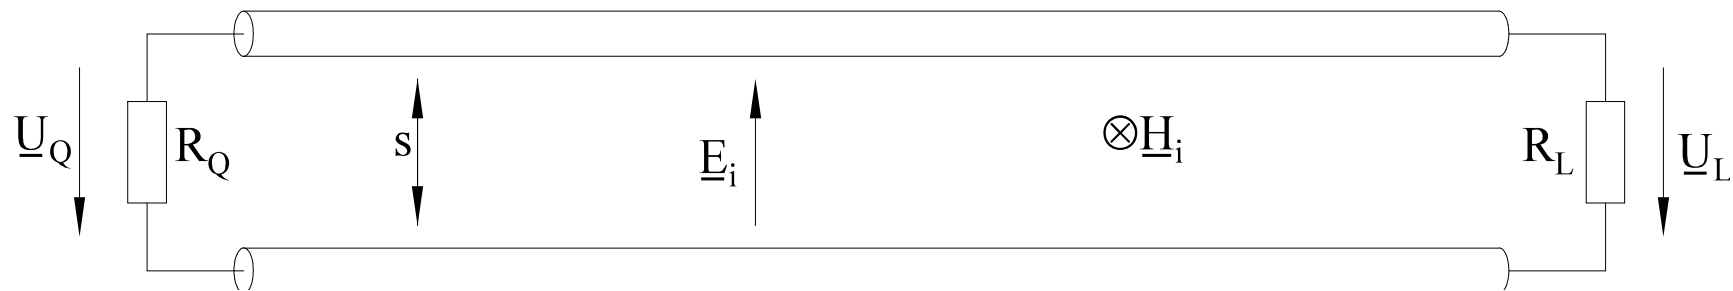 U_Q
R_Q
s
E_i
⊗H_i
R_L
U_L